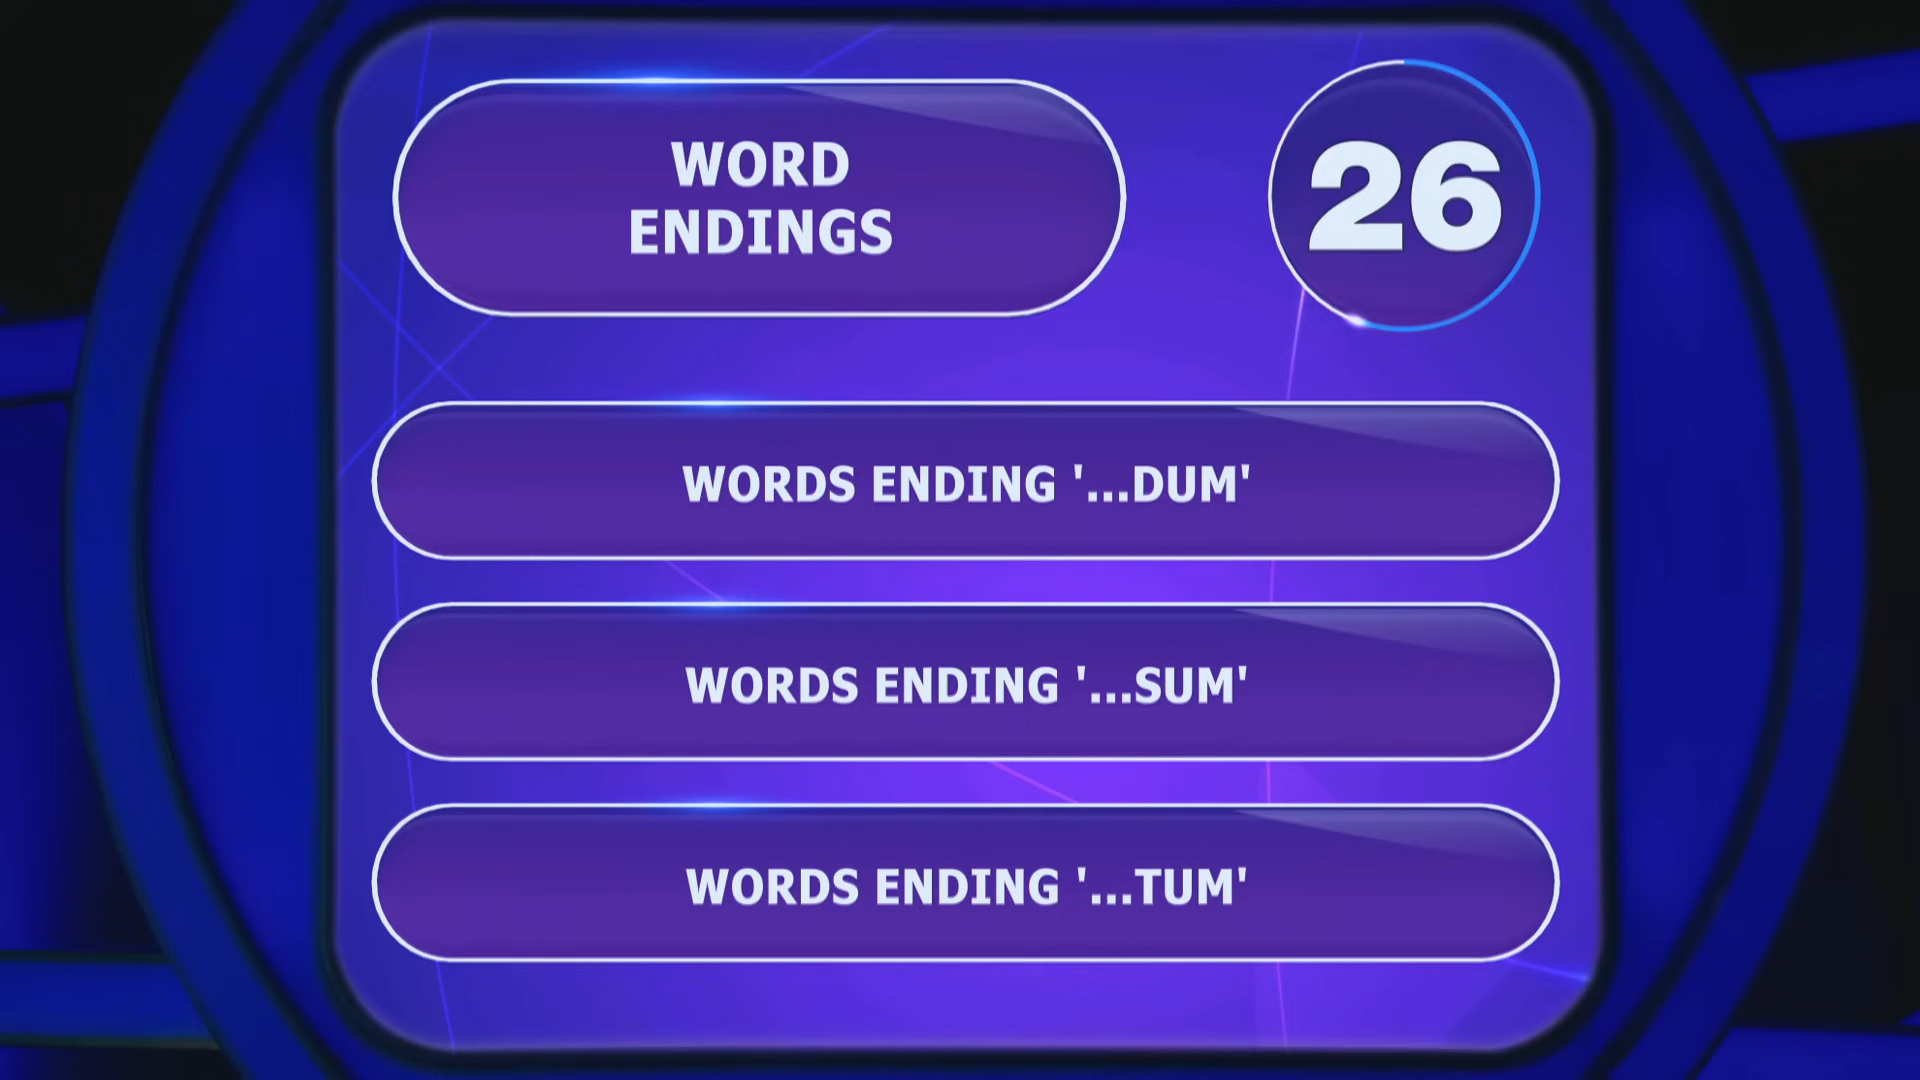 WORD
ENDINGS
26
WORDS ENDING '...DUM'
WORDS ENDING '...SUM'
WORDS ENDING '...TUM'